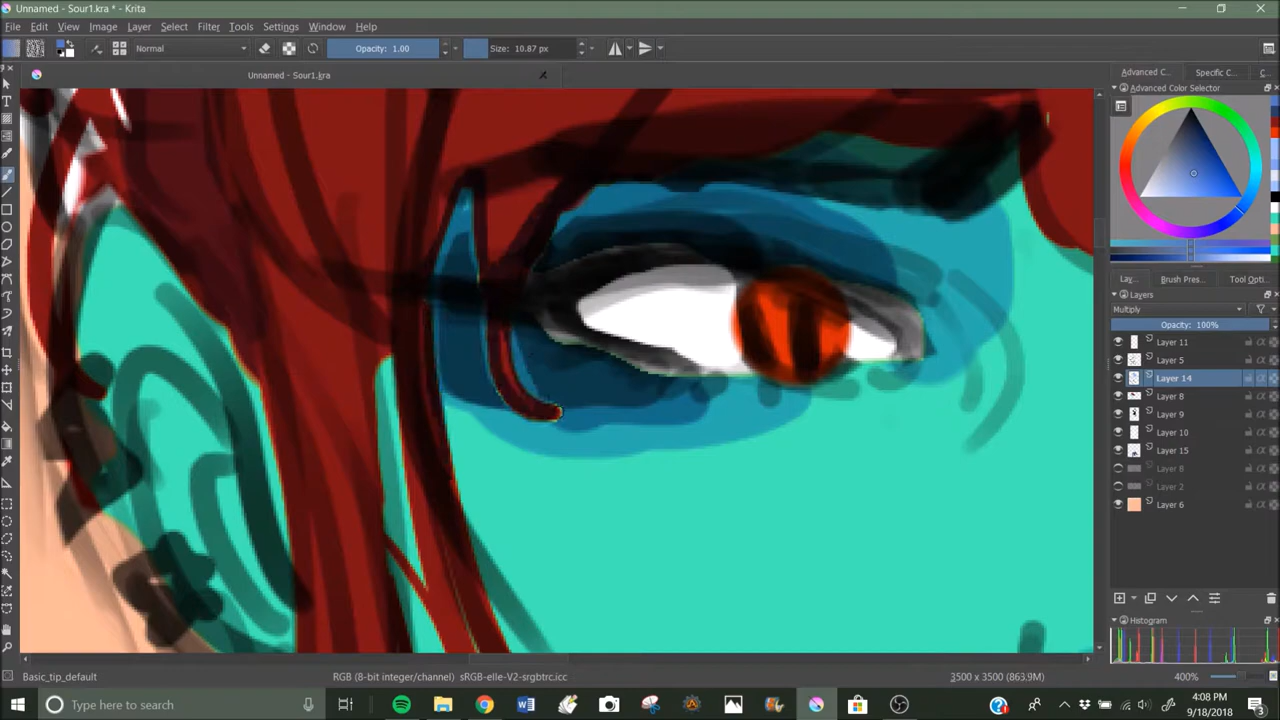 Unnamed - Sour1.kra * - Krita
File Edit View Image Layer Select Filter Tools Settings Window Help
Normal Opacity: 1.00 Size: 10.87 px
Unnamed - Sour1.kra
Advanced C... Specific C... C...
Advanced Color Selector
Lay... Brush Pres... Tool Opti...
Layers
Multiply
Opacity: 100%
Layer 11
Layer 5
Layer 14
Layer 8
Layer 9
Layer 10
Layer 15
Layer 8
Layer 2
Layer 6
Histogram
Basic_tip_default RGB (8-bit integer/channel) sRGB-elle-V2-srgbtrc.icc 3500 x 3500 (863.9M) 400%
Type here to search
4:08 PM
9/18/2018
3